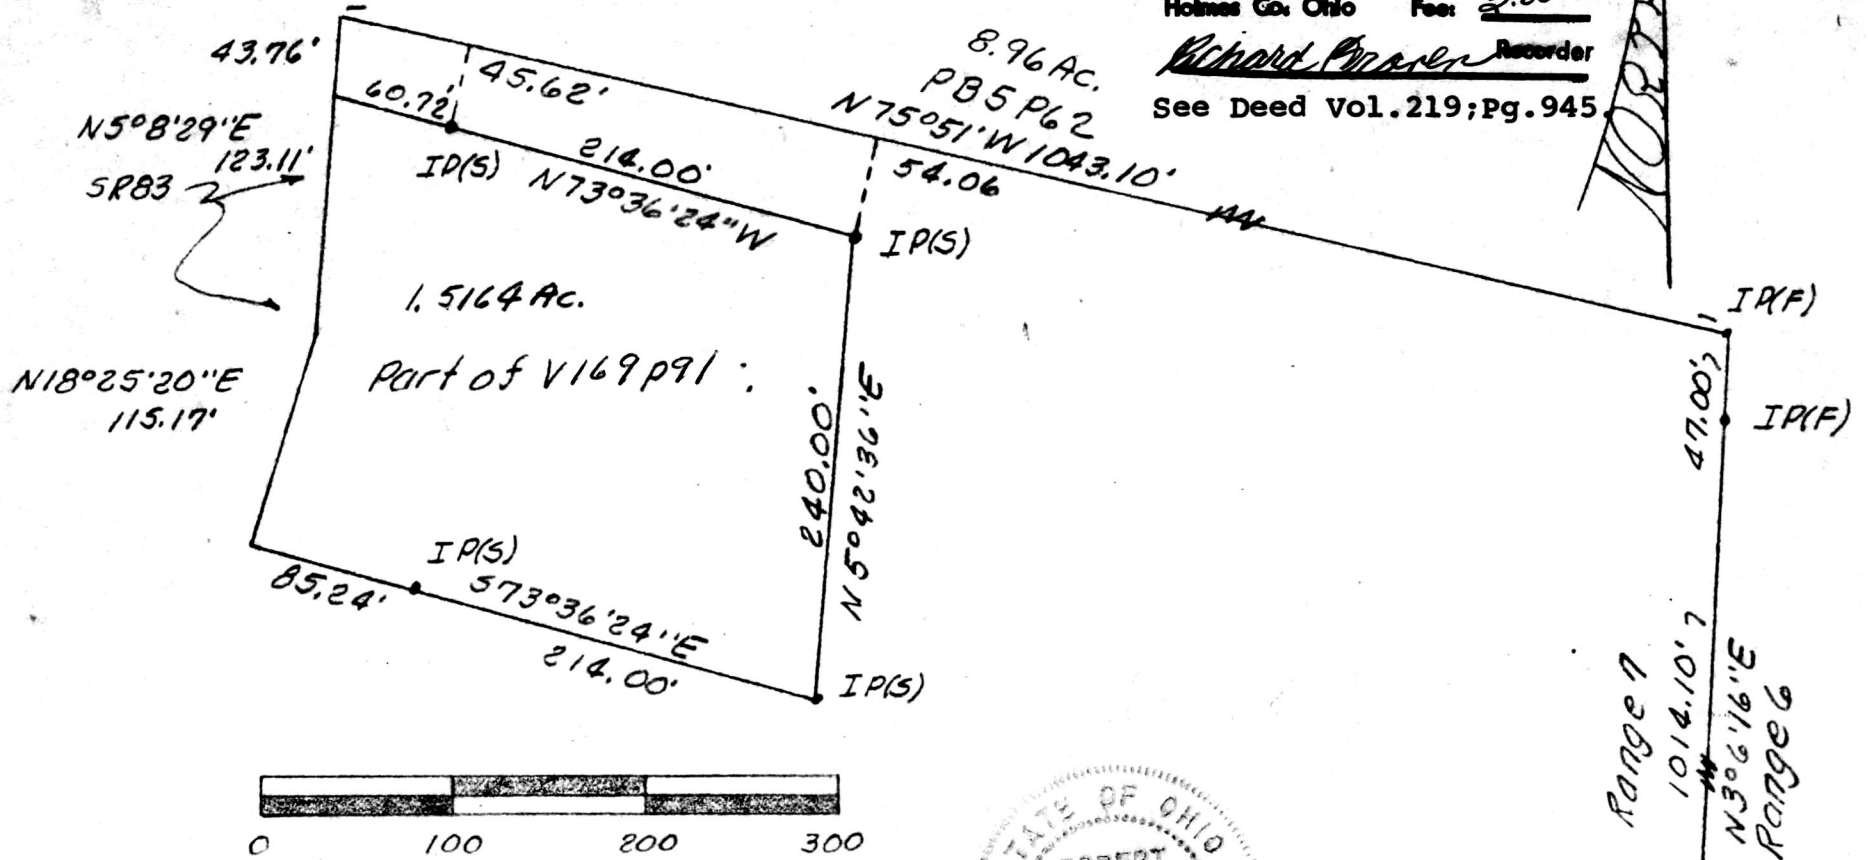 Holmes Co. Ohio Fee:
Recorder
See Deed Vol.219;Pg.945.
43.76'
8.96 AC.
PB5 P62
N75°51'W 1043.10'
60.72'
45.62'
N5°8'29"E
123.11'
SR83
IP(S)
214.00'
N73°36'24"W
54.06
IP(S)
1.5164 Ac.
Part of V169 p91
IP(F)
47.00'
IP(F)
N18°25'20"E
115.17'
240.00'
N5°42'36"E
IP(S)
85.24'
S73°36'24"E
214.00'
IP(S)
Range 7
1014.10'
N3°6'16"E
Range 6
0 100 200 300
STATE OF OHIO
ROBERT